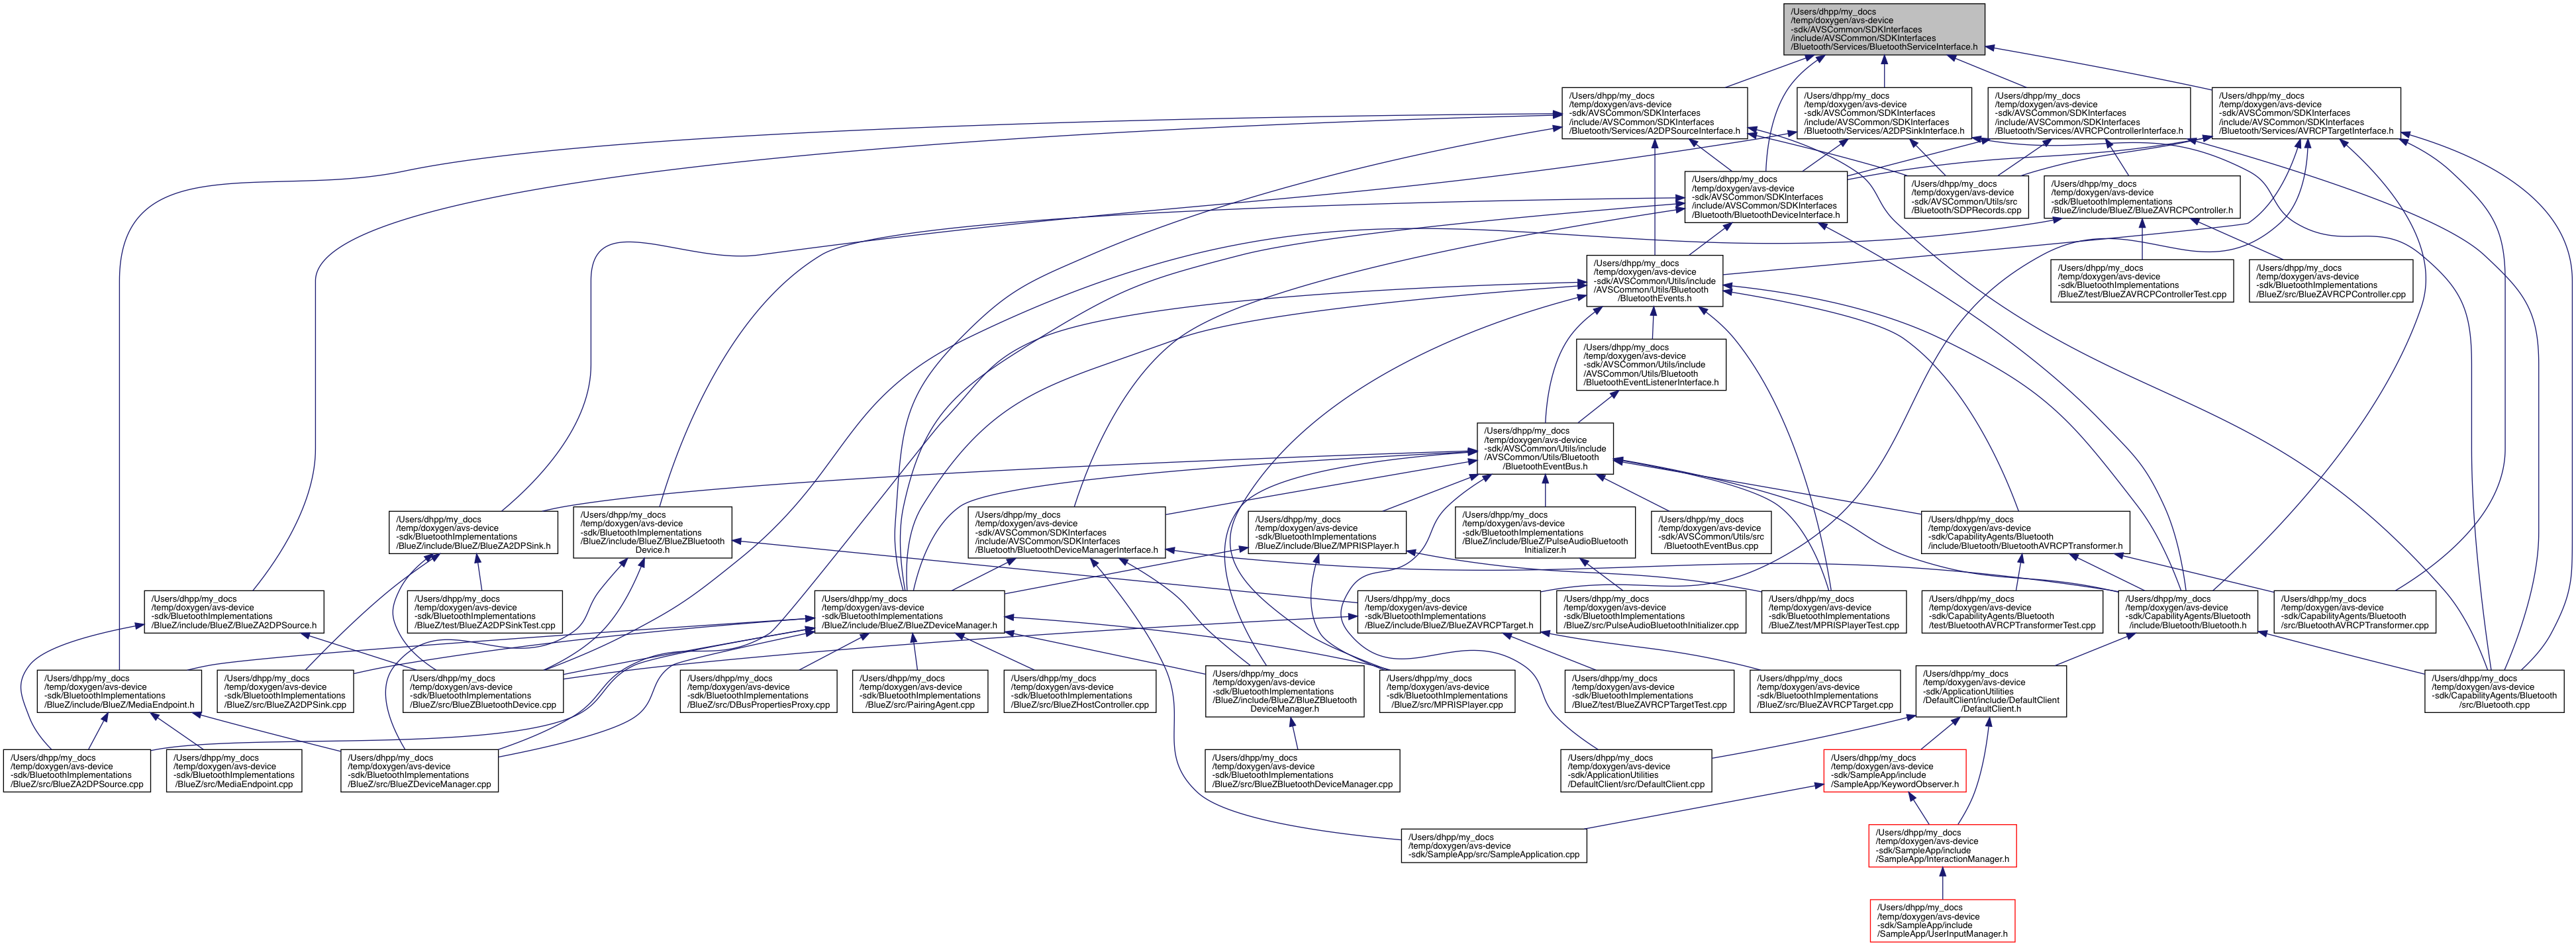 /Users/dhpp/my_docs
/temp/doxygen/avs-device
-sdk/AVSCommon/SDKInterfaces
/include/AVSCommon/SDKInterfaces
/Bluetooth/Services/BluetoothServiceInterface.h
/Users/dhpp/my_docs
/temp/doxygen/avs-device
-sdk/AVSCommon/SDKInterfaces
/include/AVSCommon/SDKInterfaces
/Bluetooth/Services/A2DPSourceInterface.h
/Users/dhpp/my_docs
/temp/doxygen/avs-device
-sdk/AVSCommon/SDKInterfaces
/include/AVSCommon/SDKInterfaces
/Bluetooth/Services/A2DPSinkInterface.h
/Users/dhpp/my_docs
/temp/doxygen/avs-device
-sdk/AVSCommon/SDKInterfaces
/include/AVSCommon/SDKInterfaces
/Bluetooth/Services/AVRCPControllerInterface.h
/Users/dhpp/my_docs
/temp/doxygen/avs-device
-sdk/AVSCommon/SDKInterfaces
/include/AVSCommon/SDKInterfaces
/Bluetooth/Services/AVRCPTargetInterface.h
/Users/dhpp/my_docs
/temp/doxygen/avs-device
-sdk/AVSCommon/SDKInterfaces
/include/AVSCommon/SDKInterfaces
/Bluetooth/BluetoothDeviceInterface.h
/Users/dhpp/my_docs
/temp/doxygen/avs-device
-sdk/AVSCommon/Utils/src
/Bluetooth/SDPRecords.cpp
/Users/dhpp/my_docs
/temp/doxygen/avs-device
-sdk/BluetoothImplementations
/BlueZ/include/BlueZ/BlueZAVRCPController.h
/Users/dhpp/my_docs
/temp/doxygen/avs-device
-sdk/AVSCommon/Utils/include
/AVSCommon/Utils/Bluetooth
/BluetoothEvents.h
/Users/dhpp/my_docs
/temp/doxygen/avs-device
-sdk/BluetoothImplementations
/BlueZ/test/BlueZAVRCPControllerTest.cpp
/Users/dhpp/my_docs
/temp/doxygen/avs-device
-sdk/BluetoothImplementations
/BlueZ/src/BlueZAVRCPController.cpp
/Users/dhpp/my_docs
/temp/doxygen/avs-device
-sdk/AVSCommon/Utils/include
/AVSCommon/Utils/Bluetooth
/BluetoothEventListenerInterface.h
/Users/dhpp/my_docs
/temp/doxygen/avs-device
-sdk/AVSCommon/Utils/include
/AVSCommon/Utils/Bluetooth
/BluetoothEventBus.h
/Users/dhpp/my_docs
/temp/doxygen/avs-device
-sdk/BluetoothImplementations
/BlueZ/include/BlueZ/BlueZA2DPSink.h
/Users/dhpp/my_docs
/temp/doxygen/avs-device
-sdk/BluetoothImplementations
/BlueZ/include/BlueZ/BlueZBluetooth
Device.h
/Users/dhpp/my_docs
/temp/doxygen/avs-device
-sdk/AVSCommon/SDKInterfaces
/include/AVSCommon/SDKInterfaces
/Bluetooth/BluetoothDeviceManagerInterface.h
/Users/dhpp/my_docs
/temp/doxygen/avs-device
-sdk/BluetoothImplementations
/BlueZ/include/BlueZ/MPRISPlayer.h
/Users/dhpp/my_docs
/temp/doxygen/avs-device
-sdk/BluetoothImplementations
/BlueZ/include/BlueZ/PulseAudioBluetooth
Initializer.h
/Users/dhpp/my_docs
/temp/doxygen/avs-device
-sdk/AVSCommon/Utils/src
/BluetoothEventBus.cpp
/Users/dhpp/my_docs
/temp/doxygen/avs-device
-sdk/CapabilityAgents/Bluetooth
/include/Bluetooth/BluetoothAVRCPTransformer.h
/Users/dhpp/my_docs
/temp/doxygen/avs-device
-sdk/BluetoothImplementations
/BlueZ/include/BlueZ/BlueZA2DPSource.h
/Users/dhpp/my_docs
/temp/doxygen/avs-device
-sdk/BluetoothImplementations
/BlueZ/test/BlueZA2DPSinkTest.cpp
/Users/dhpp/my_docs
/temp/doxygen/avs-device
-sdk/BluetoothImplementations
/BlueZ/include/BlueZ/BlueZDeviceManager.h
/Users/dhpp/my_docs
/temp/doxygen/avs-device
-sdk/BluetoothImplementations
/BlueZ/include/BlueZ/BlueZAVRCPTarget.h
/Users/dhpp/my_docs
/temp/doxygen/avs-device
-sdk/BluetoothImplementations
/BlueZ/src/PulseAudioBluetoothInitializer.cpp
/Users/dhpp/my_docs
/temp/doxygen/avs-device
-sdk/BluetoothImplementations
/BlueZ/test/MPRISPlayerTest.cpp
/Users/dhpp/my_docs
/temp/doxygen/avs-device
-sdk/CapabilityAgents/Bluetooth
/test/BluetoothAVRCPTransformerTest.cpp
/Users/dhpp/my_docs
/temp/doxygen/avs-device
-sdk/CapabilityAgents/Bluetooth
/include/Bluetooth/Bluetooth.h
/Users/dhpp/my_docs
/temp/doxygen/avs-device
-sdk/CapabilityAgents/Bluetooth
/src/BluetoothAVRCPTransformer.cpp
/Users/dhpp/my_docs
/temp/doxygen/avs-device
-sdk/BluetoothImplementations
/BlueZ/include/BlueZ/MediaEndpoint.h
/Users/dhpp/my_docs
/temp/doxygen/avs-device
-sdk/BluetoothImplementations
/BlueZ/src/BlueZA2DPSink.cpp
/Users/dhpp/my_docs
/temp/doxygen/avs-device
-sdk/BluetoothImplementations
/BlueZ/src/BlueZBluetoothDevice.cpp
/Users/dhpp/my_docs
/temp/doxygen/avs-device
-sdk/BluetoothImplementations
/BlueZ/src/DBusPropertiesProxy.cpp
/Users/dhpp/my_docs
/temp/doxygen/avs-device
-sdk/BluetoothImplementations
/BlueZ/src/PairingAgent.cpp
/Users/dhpp/my_docs
/temp/doxygen/avs-device
-sdk/BluetoothImplementations
/BlueZ/src/BlueZHostController.cpp
/Users/dhpp/my_docs
/temp/doxygen/avs-device
-sdk/BluetoothImplementations
/BlueZ/include/BlueZ/BlueZBluetooth
DeviceManager.h
/Users/dhpp/my_docs
/temp/doxygen/avs-device
-sdk/BluetoothImplementations
/BlueZ/src/MPRISPlayer.cpp
/Users/dhpp/my_docs
/temp/doxygen/avs-device
-sdk/BluetoothImplementations
/BlueZ/test/BlueZAVRCPTargetTest.cpp
/Users/dhpp/my_docs
/temp/doxygen/avs-device
-sdk/BluetoothImplementations
/BlueZ/src/BlueZAVRCPTarget.cpp
/Users/dhpp/my_docs
/temp/doxygen/avs-device
-sdk/ApplicationUtilities
/DefaultClient/include/DefaultClient
/DefaultClient.h
/Users/dhpp/my_docs
/temp/doxygen/avs-device
-sdk/CapabilityAgents/Bluetooth
/src/Bluetooth.cpp
/Users/dhpp/my_docs
/temp/doxygen/avs-device
-sdk/BluetoothImplementations
/BlueZ/src/BlueZA2DPSource.cpp
/Users/dhpp/my_docs
/temp/doxygen/avs-device
-sdk/BluetoothImplementations
/BlueZ/src/MediaEndpoint.cpp
/Users/dhpp/my_docs
/temp/doxygen/avs-device
-sdk/BluetoothImplementations
/BlueZ/src/BlueZDeviceManager.cpp
/Users/dhpp/my_docs
/temp/doxygen/avs-device
-sdk/BluetoothImplementations
/BlueZ/src/BlueZBluetoothDeviceManager.cpp
/Users/dhpp/my_docs
/temp/doxygen/avs-device
-sdk/ApplicationUtilities
/DefaultClient/src/DefaultClient.cpp
/Users/dhpp/my_docs
/temp/doxygen/avs-device
-sdk/SampleApp/include
/SampleApp/KeywordObserver.h
/Users/dhpp/my_docs
/temp/doxygen/avs-device
-sdk/SampleApp/src/SampleApplication.cpp
/Users/dhpp/my_docs
/temp/doxygen/avs-device
-sdk/SampleApp/include
/SampleApp/InteractionManager.h
/Users/dhpp/my_docs
/temp/doxygen/avs-device
-sdk/SampleApp/include
/SampleApp/UserInputManager.h